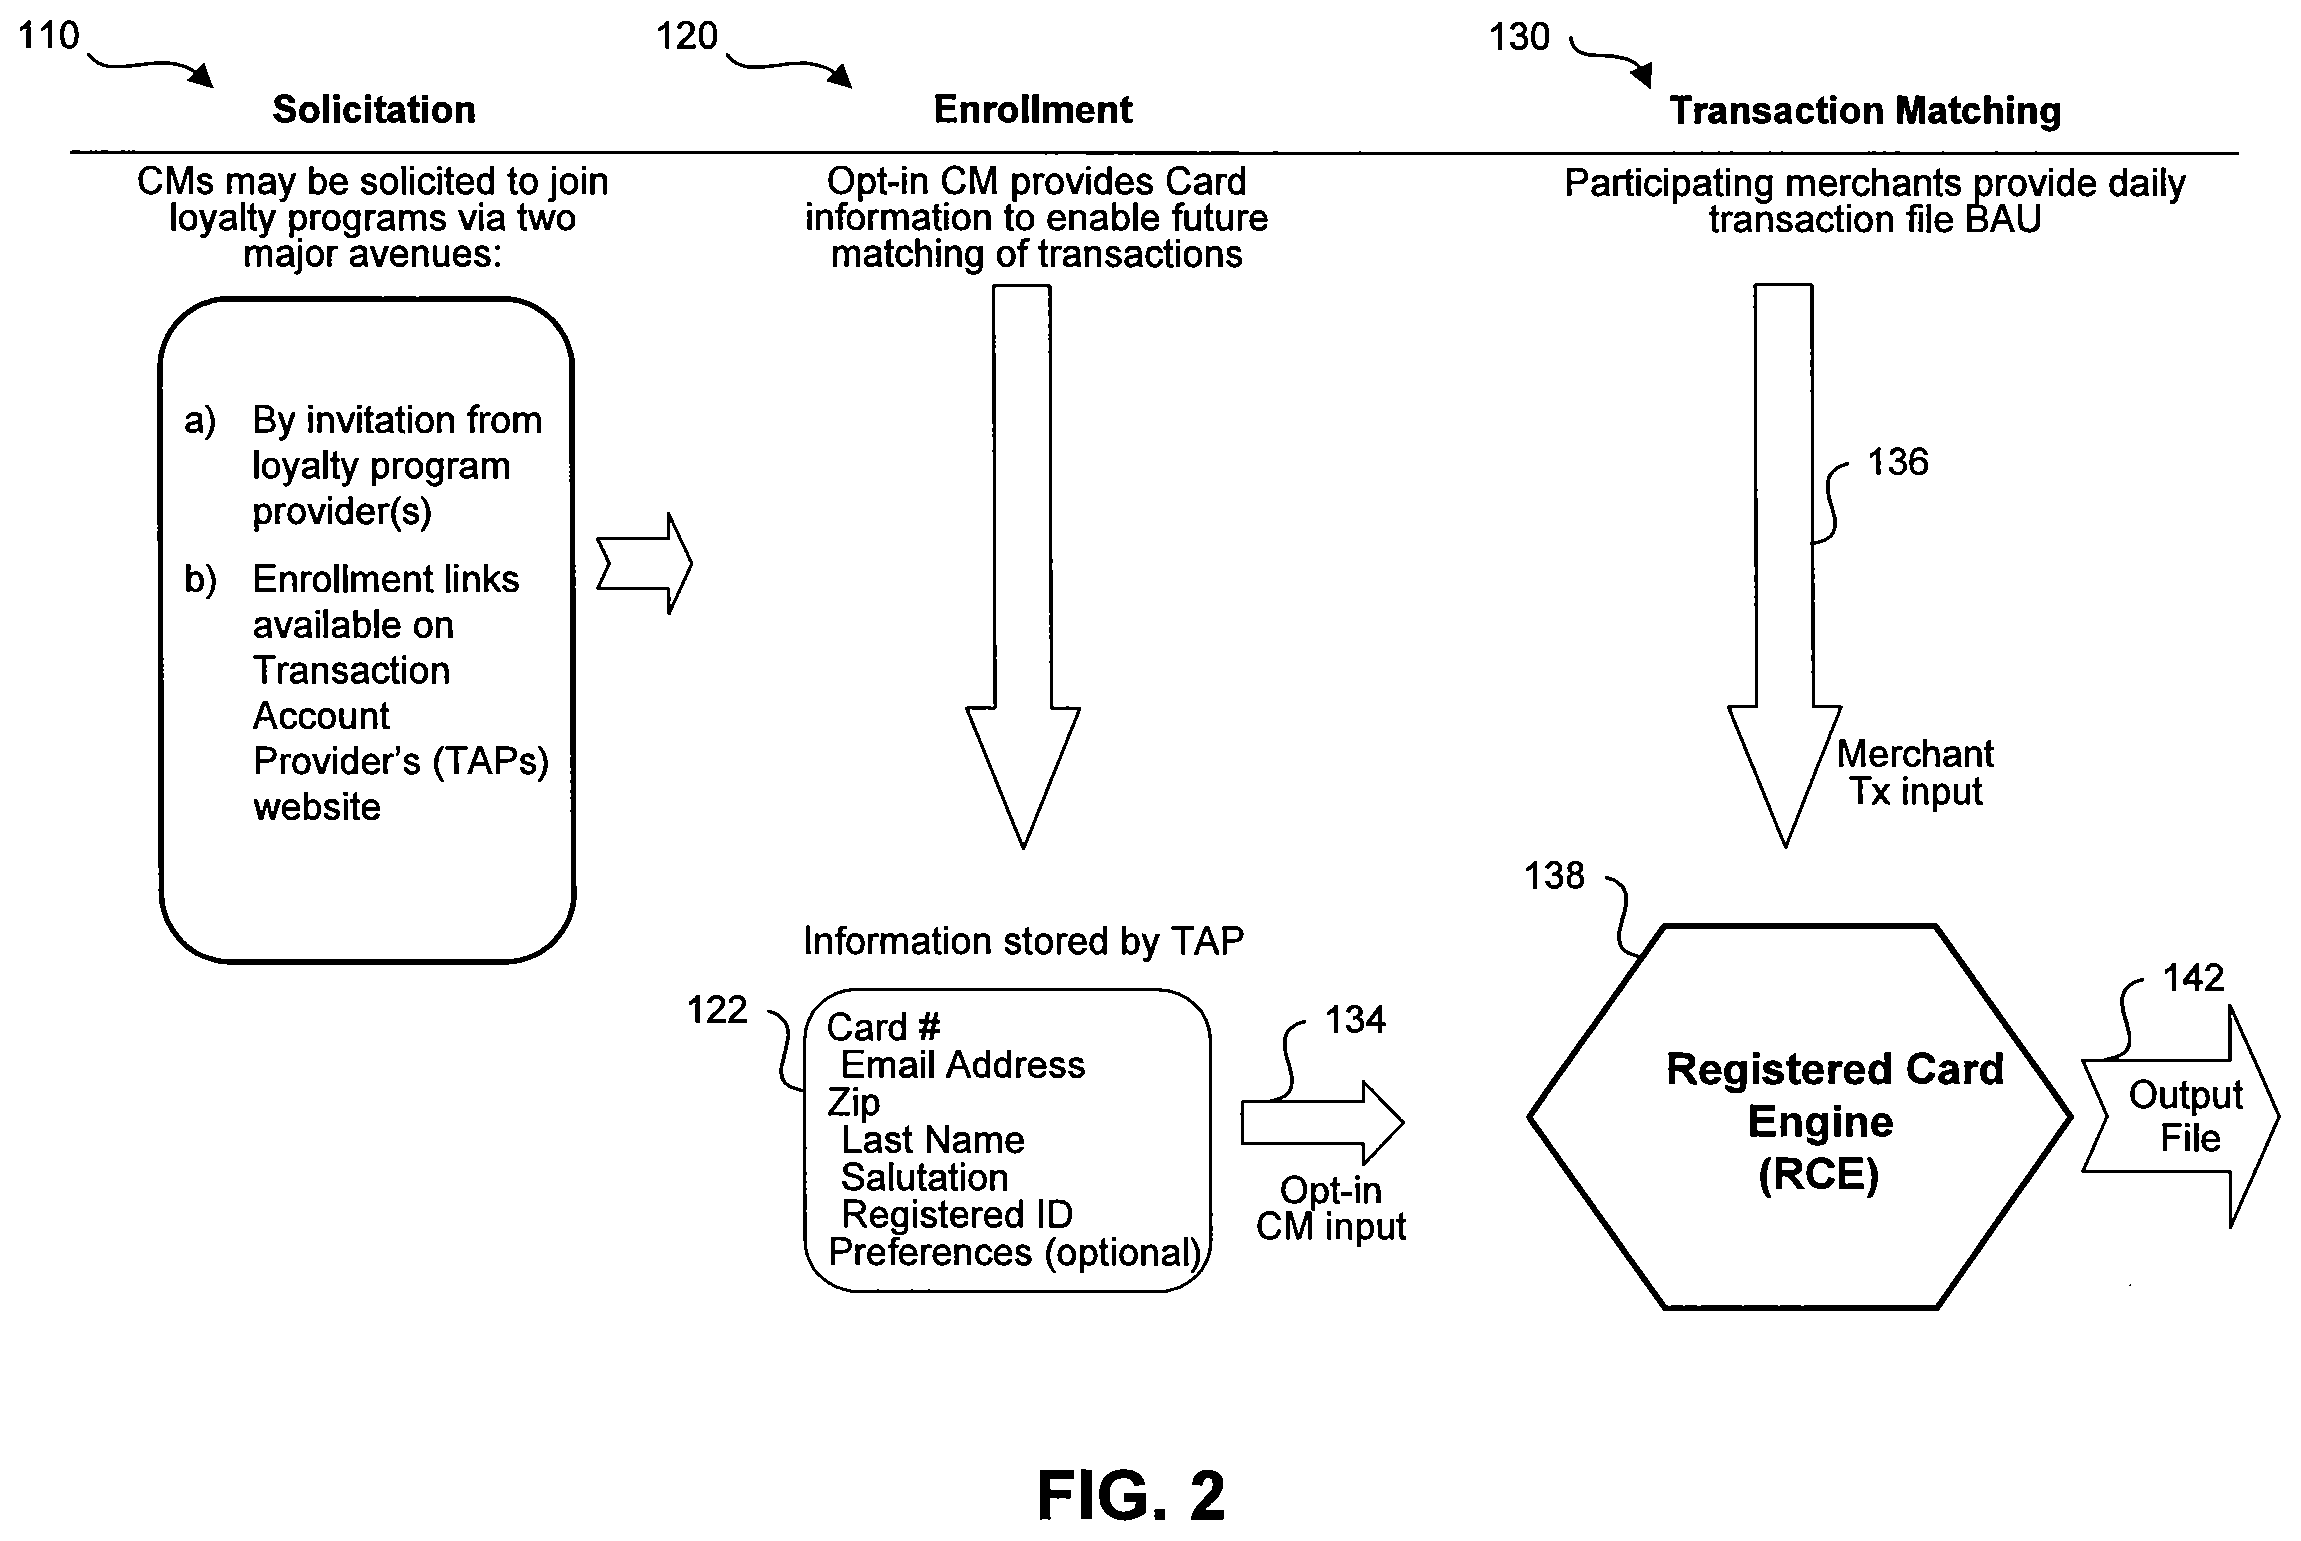 110
Solicitation
CMs may be solicited to join
loyalty programs via two
major avenues:
a) By invitation from
loyalty program
provider(s)
b) Enrollment links
available on
Transaction
Account
Provider's (TAPs)
website
120
Enrollment
Opt-in CM provides Card
information to enable future
matching of transactions
Information stored by TAP
122
Card #
Email Address
Zip
Last Name
Salutation
Registered ID
Preferences (optional)
134
Opt-in
CM input
130
Transaction Matching
Participating merchants provide daily
transaction file BAU
136
Merchant
Tx input
138
Registered Card
Engine
(RCE)
142
Output
File
FIG. 2